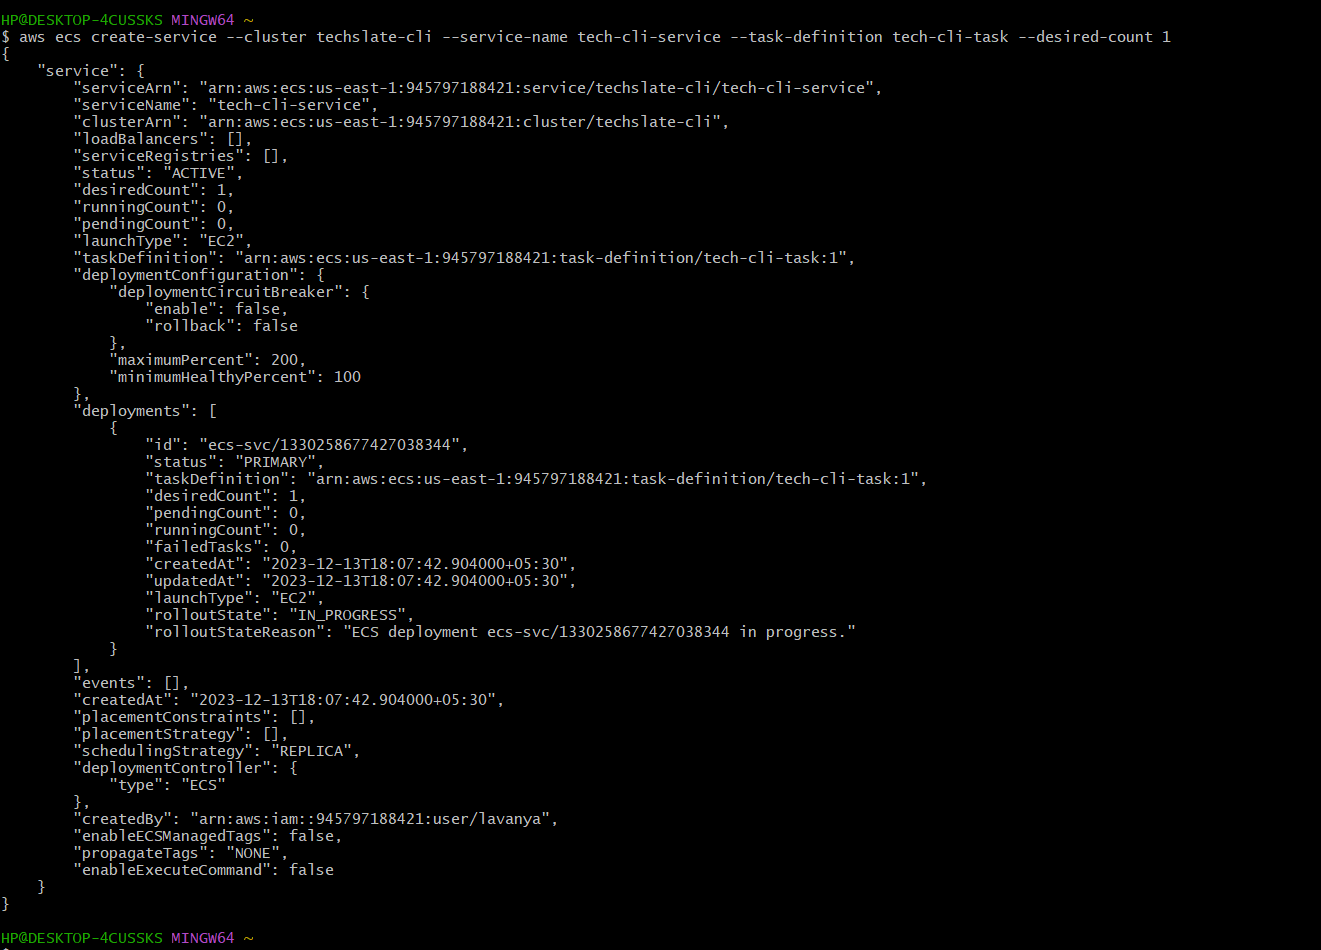 HP@DESKTOP-4CUSSKS MINGW64 ~
$ aws ecs create-service --cluster techslate-cli --service-name tech-cli-service --task-definition tech-cli-task --desired-count 1
{
    "service": {
        "serviceArn": "arn:aws:ecs:us-east-1:945797188421:service/techslate-cli/tech-cli-service",
        "serviceName": "tech-cli-service",
        "clusterArn": "arn:aws:ecs:us-east-1:945797188421:cluster/techslate-cli",
        "loadBalancers": [],
        "serviceRegistries": [],
        "status": "ACTIVE",
        "desiredCount": 1,
        "runningCount": 0,
        "pendingCount": 0,
        "launchType": "EC2",
        "taskDefinition": "arn:aws:ecs:us-east-1:945797188421:task-definition/tech-cli-task:1",
        "deploymentConfiguration": {
            "deploymentCircuitBreaker": {
                "enable": false,
                "rollback": false
            },
            "maximumPercent": 200,
            "minimumHealthyPercent": 100
        },
        "deployments": [
            {
                "id": "ecs-svc/1330258677427038344",
                "status": "PRIMARY",
                "taskDefinition": "arn:aws:ecs:us-east-1:945797188421:task-definition/tech-cli-task:1",
                "desiredCount": 1,
                "pendingCount": 0,
                "runningCount": 0,
                "failedTasks": 0,
                "createdAt": "2023-12-13T18:07:42.904000+05:30",
                "updatedAt": "2023-12-13T18:07:42.904000+05:30",
                "launchType": "EC2",
                "rolloutState": "IN_PROGRESS",
                "rolloutStateReason": "ECS deployment ecs-svc/1330258677427038344 in progress."
            }
        ],
        "events": [],
        "createdAt": "2023-12-13T18:07:42.904000+05:30",
        "placementConstraints": [],
        "placementStrategy": [],
        "schedulingStrategy": "REPLICA",
        "deploymentController": {
            "type": "ECS"
        },
        "createdBy": "arn:aws:iam::945797188421:user/lavanya",
        "enableECSManagedTags": false,
        "propagateTags": "NONE",
        "enableExecuteCommand": false
    }
}
HP@DESKTOP-4CUSSKS MINGW64 ~